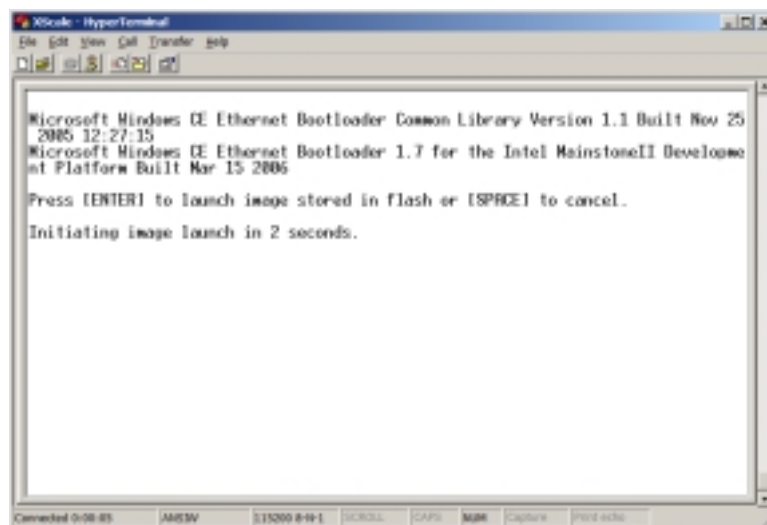 XScale - HyperTerminal
File Edit View Call Transfer Help
Microsoft Windows CE Ethernet Bootloader Common Library Version 1.1 Built Nov 25
2005 12:27:15
Microsoft Windows CE Ethernet Bootloader 1.7 for the Intel MainstoneII Developme
nt Platform Built Mar 15 2006
Press [ENTER] to launch image stored in flash or [SPACE] to cancel.
Initiating image launch in 2 seconds.
Connected 0:00:05 ANSIW 115200 8-N-1 SCROLL CAPS NUM Capture Print echo